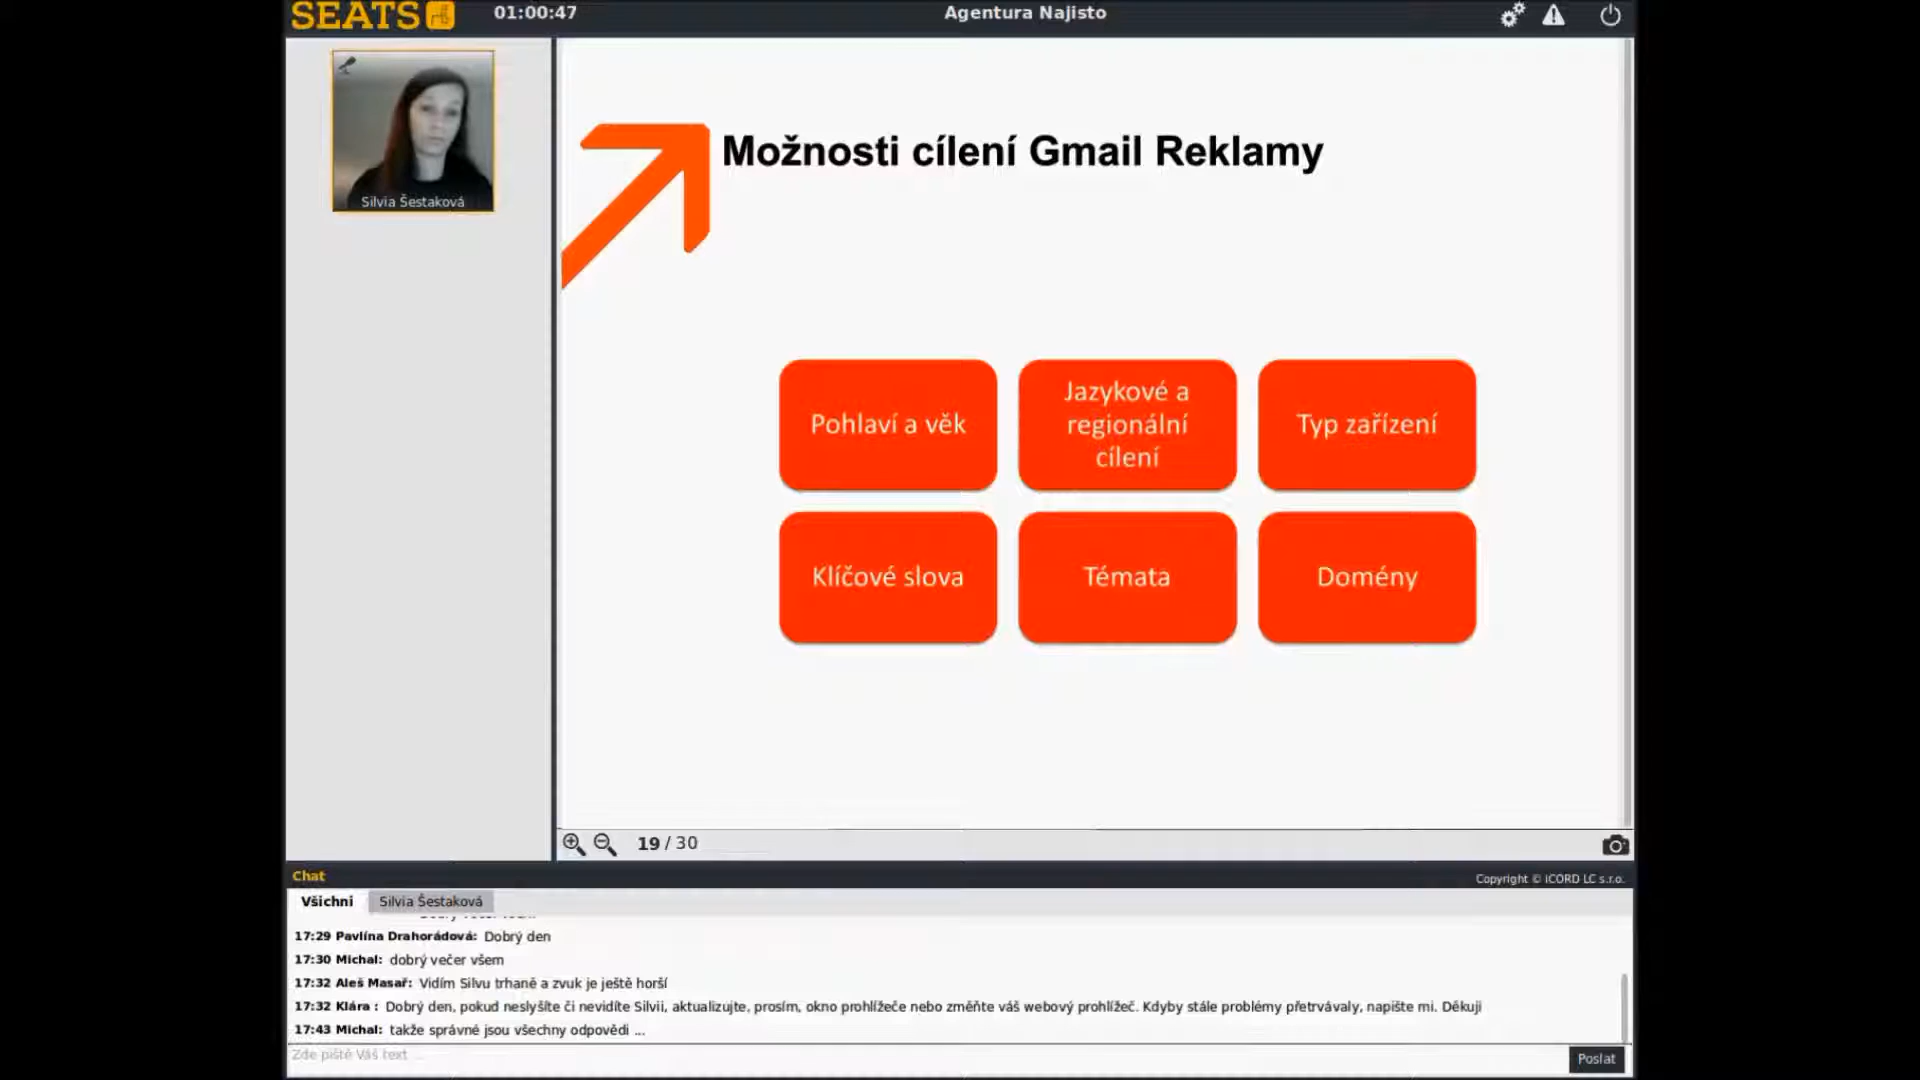 SEATS
01:00:47
Agentura Najisto
Silvia Šestaková
Možnosti cílení Gmail Reklamy
Pohlaví a věk
Jazykové a
regionální
cílení
Typ zařízení
Klíčové slova
Témata
Domény
19 / 30
Chat
Copyright © iCORD LC s.r.o.
Všichni
Silvia Šestaková
17:29 Pavlína Drahorádová: Dobrý den
17:30 Michal: dobrý večer všem
17:32 Aleš Masař: Vidím Silvu trhaně a zvuk je ještě horší
17:32 Klára : Dobrý den, pokud neslyšíte či nevidíte Silvii, aktualizujte, prosím, okno prohlížeče nebo změňte váš webový prohlížeč. Kdyby stále problémy přetrvávaly, napište mi. Děkuji
17:43 Michal: takže správné jsou všechny odpovědi ...
Zde pište Váš text ...
Poslat